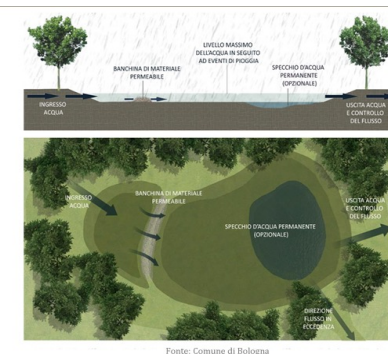 LIVELLO MASSIMO
DELL'ACQUA IN SEGUITO
AD EVENTI DI PIOGGIA
BANCHINA DI MATERIALE
PERMEABILE
SPECCHIO D'ACQUA
PERMANENTE
(OPZIONALE)
INGRESSO
ACQUA
USCITA ACQUA
E CONTROLLO
DEL FLUSSO
INGRESSO
ACQUA
BANCHINA DI MATERIALE
PERMEABILE
SPECCHIO D'ACQUA PERMANENTE
(OPZIONALE)
USCITA ACQUA
E CONTROLLO
DEL FLUSSO
DIREZIONE
FLUSSO IN
ECCEDENZA
Fonte: Comune di Bologna